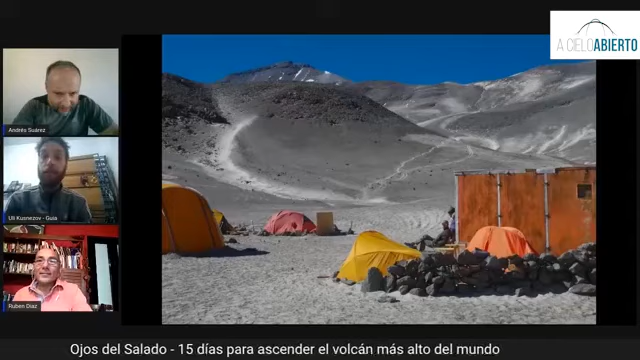 A CIELOABIERTO
Andrés Suárez
Uli Kusnezov - Guia
Ruben Diaz
Ojos del Salado - 15 días para ascender el volcán más alto del mundo